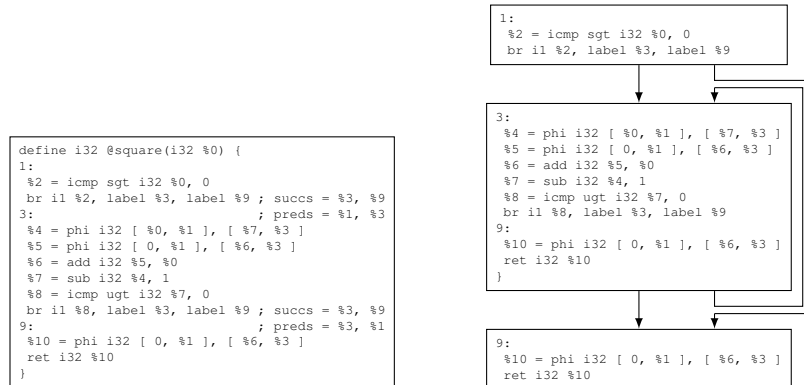 define i32 @square(i32 %0) {
1:
%2 = icmp sgt i32 %0, 0
br i1 %2, label %3, label %9 ; succs = %3, %9
3: ; preds = %1, %3
%4 = phi i32 [ %0, %1 ], [ %7, %3 ]
%5 = phi i32 [ 0, %1 ], [ %6, %3 ]
%6 = add i32 %5, %0
%7 = sub i32 %4, 1
%8 = icmp ugt i32 %7, 0
br i1 %8, label %3, label %9 ; succs = %3, %9
9: ; preds = %3, %1
%10 = phi i32 [ 0, %1 ], [ %6, %3 ]
ret i32 %10
}
1:
%2 = icmp sgt i32 %0, 0
br i1 %2, label %3, label %9
3:
%4 = phi i32 [ %0, %1 ], [ %7, %3 ]
%5 = phi i32 [ 0, %1 ], [ %6, %3 ]
%6 = add i32 %5, %0
%7 = sub i32 %4, 1
%8 = icmp ugt i32 %7, 0
br i1 %8, label %3, label %9
9:
%10 = phi i32 [ 0, %1 ], [ %6, %3 ]
ret i32 %10
}
9:
%10 = phi i32 [ 0, %1 ], [ %6, %3 ]
ret i32 %10